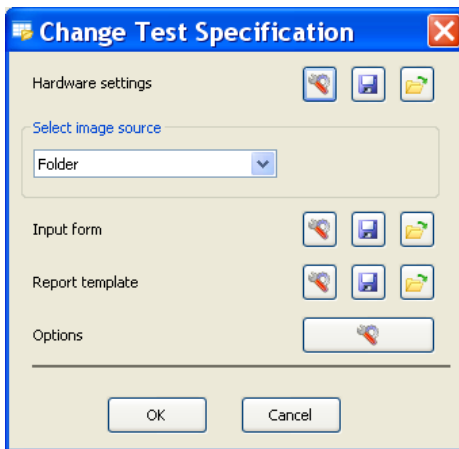 Change Test Specification
Hardware settings
Select image source
Folder
Input form
Report template
Options
OK
Cancel